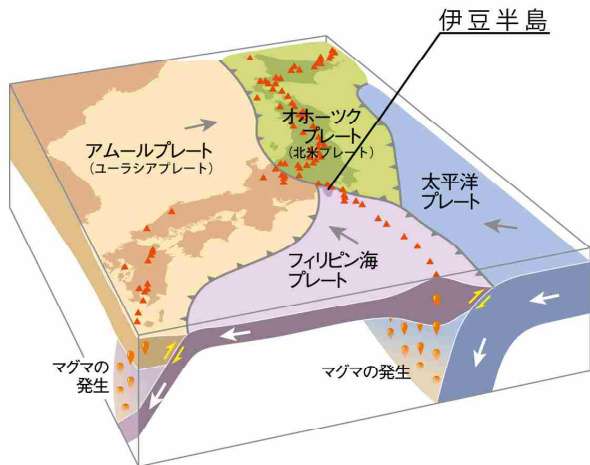 伊豆半島
オホーツク
プレート
(北米プレート)
アムールプレート
(ユーラシアプレート)
太平洋
プレート
フィリピン海
プレート
マグマの
発生
マグマの発生